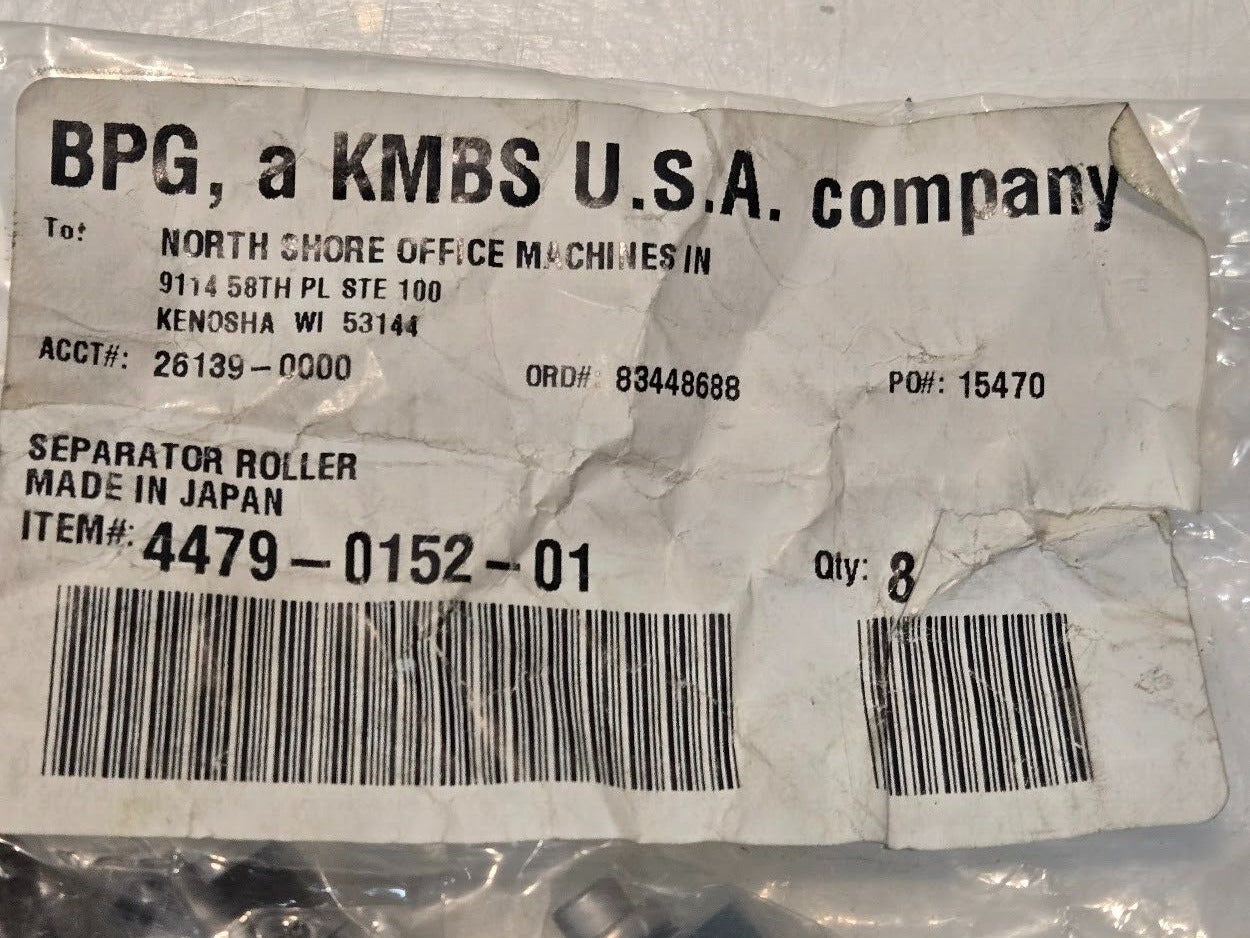 BPG, a KMBS U.S.A. company
To: NORTH SHORE OFFICE MACHINES IN
9114 58TH PL STE 100
KENOSHA WI 53144
ACCT#: 26139-0000 ORD#: 83448688 PO#: 15470
SEPARATOR ROLLER
MADE IN JAPAN
ITEM#: 4479-0152-01 Qty: 8